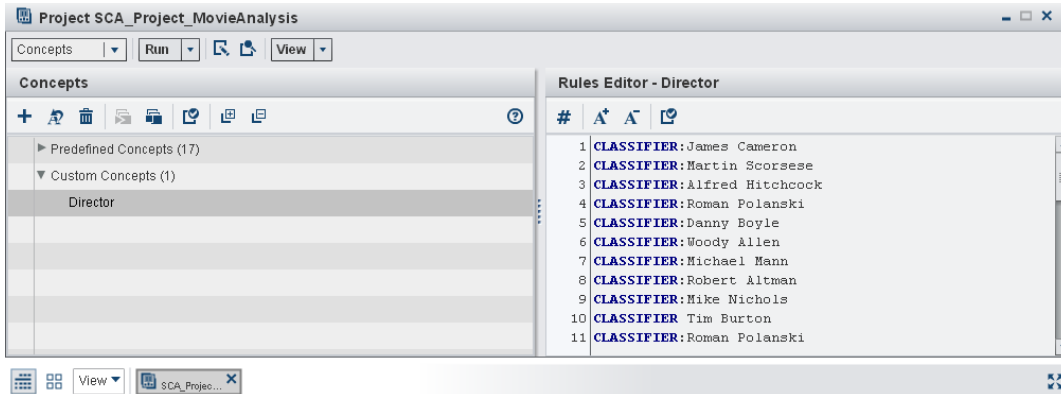 Project SCA_Project_MovieAnalysis
Concepts Run View
Concepts
Predefined Concepts (17)
Custom Concepts (1)
Director
Rules Editor - Director
#
1 CLASSIFIER:James Cameron
2 CLASSIFIER:Martin Scorsese
3 CLASSIFIER:Alfred Hitchcock
4 CLASSIFIER:Roman Polanski
5 CLASSIFIER:Danny Boyle
6 CLASSIFIER:Woody Allen
7 CLASSIFIER:Michael Mann
8 CLASSIFIER:Robert Altman
9 CLASSIFIER:Mike Nichols
10 CLASSIFIER Tim Burton
11 CLASSIFIER:Roman Polanski
View SCA_Projec...